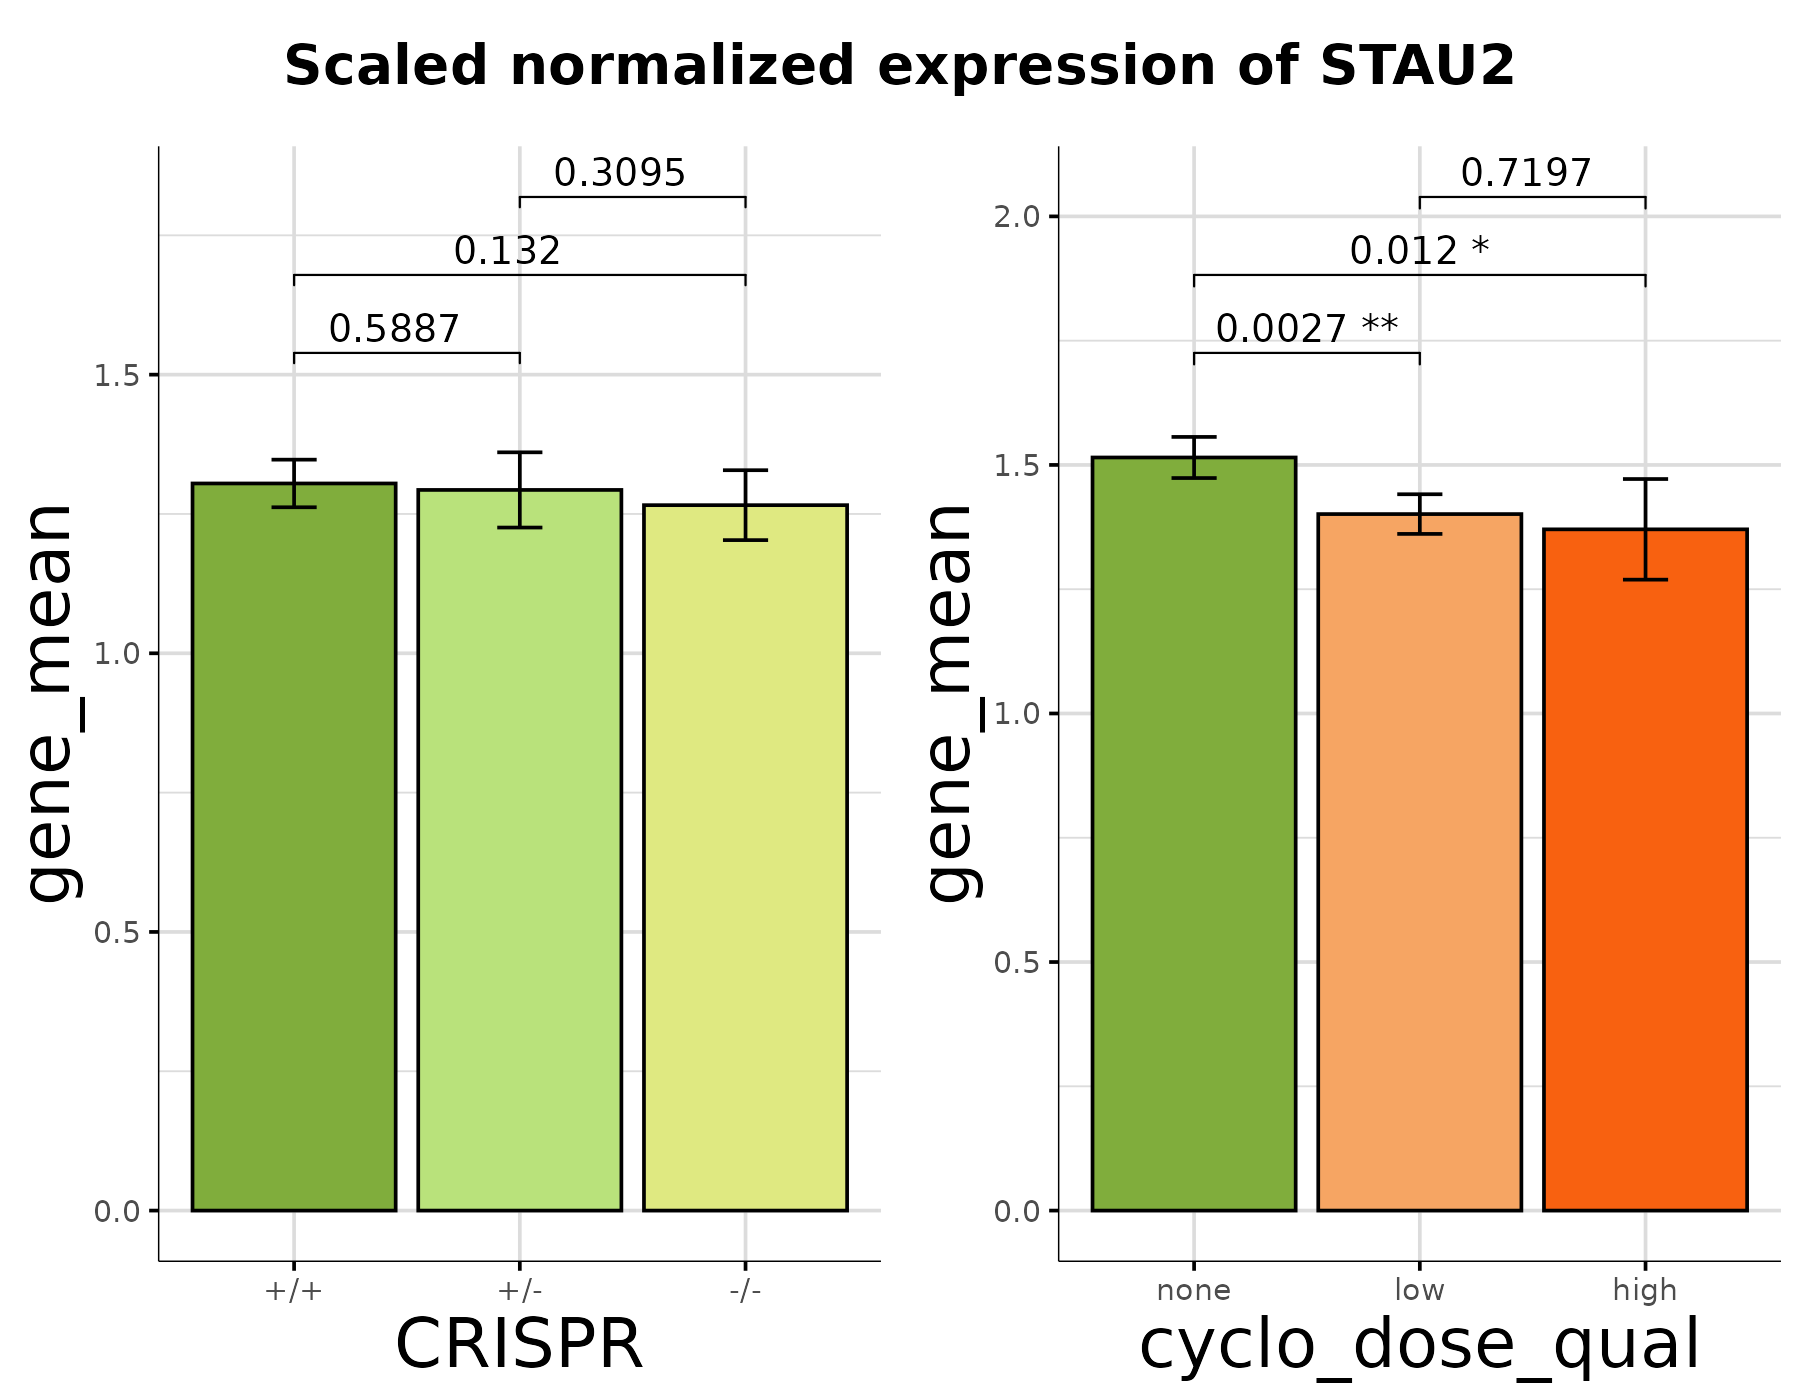 Scaled normalized expression of STAU2
gene_mean
0.3095
0.132
0.5887
1.5
1.0
0.5
0.0
+/+
+/-
-/-
CRISPR
gene_mean
0.7197
2.0
0.012 *
0.0027 **
1.5
1.0
0.5
0.0
none
low
high
cyclo_dose_qual